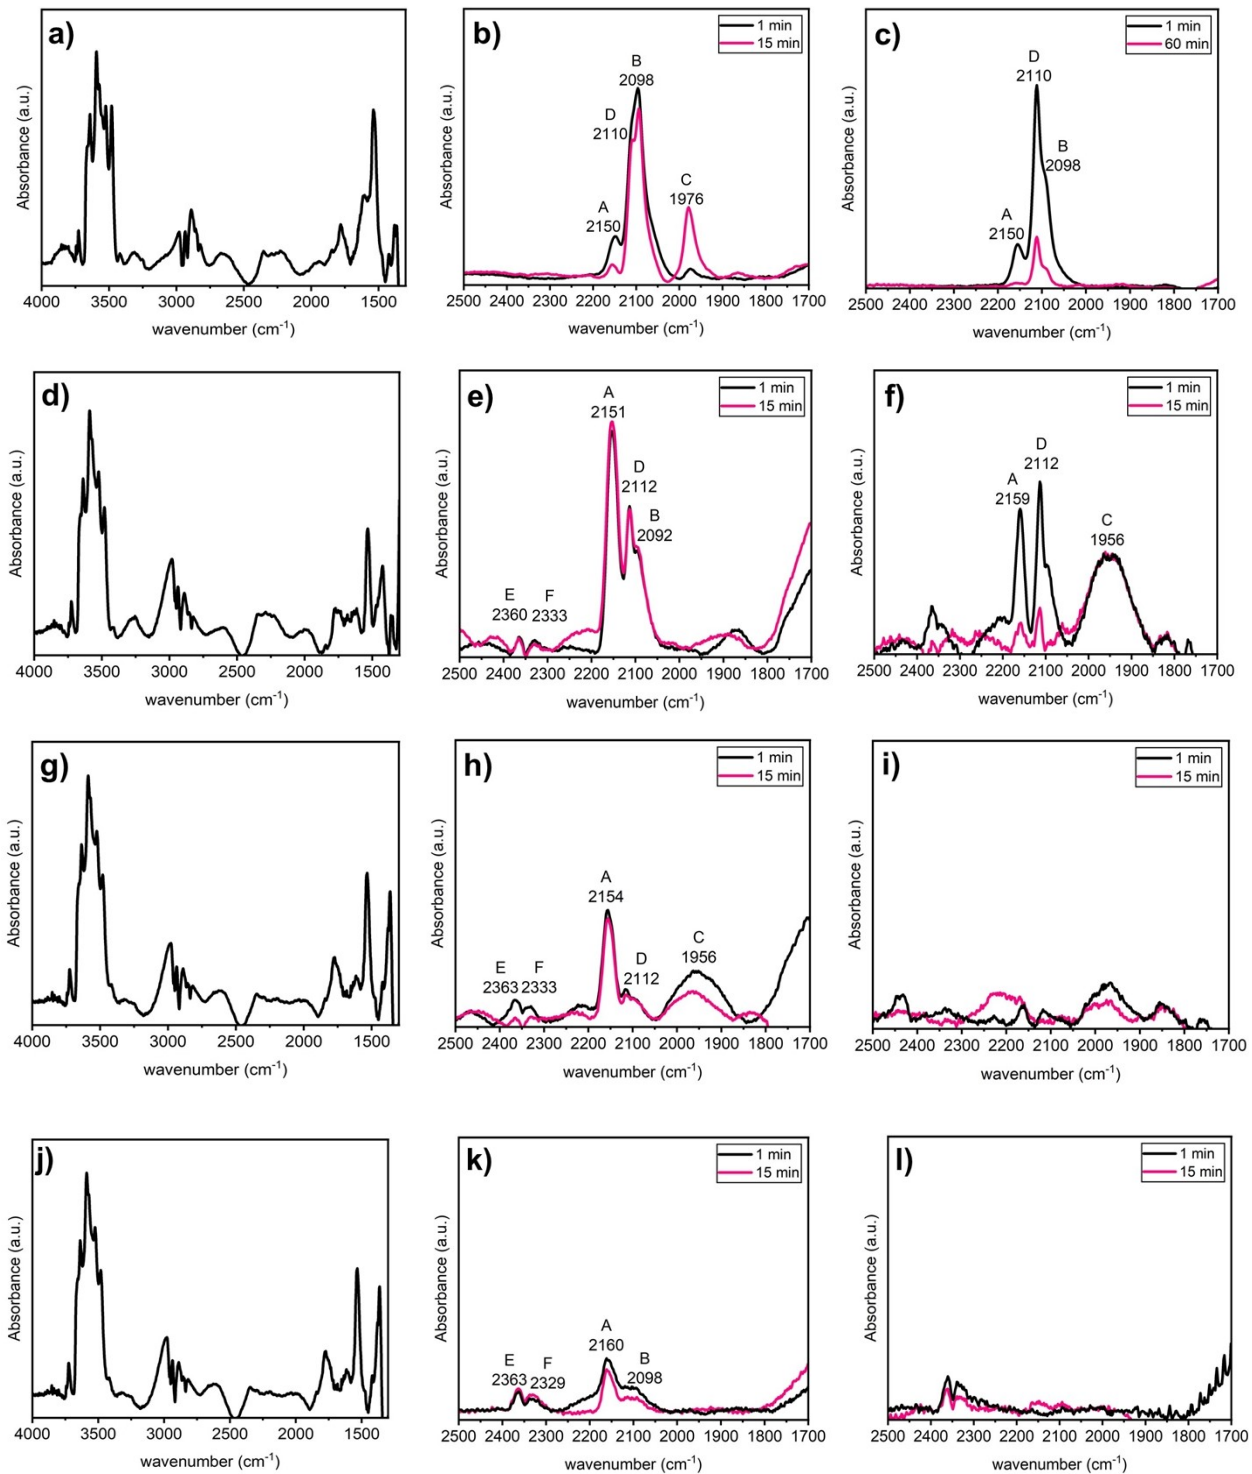 a)
Absorbance (a.u.)
4000 3500 3000 2500 2000 1500
wavenumber (cm-1)
b)
1 min
15 min
B
2098
D
2110
C
1976
A
2150
Absorbance (a.u.)
2500 2400 2300 2200 2100 2000 1900 1800 1700
wavenumber (cm-1)
c)
1 min
60 min
D
2110
B
2098
A
2150
Absorbance (a.u.)
2500 2400 2300 2200 2100 2000 1900 1800 1700
wavenumber (cm-1)
d)
Absorbance (a.u.)
4000 3500 3000 2500 2000 1500
wavenumber (cm-1)
e)
1 min
15 min
A
2151
D
2112
B
2092
E
2360
F
2333
Absorbance (a.u.)
2500 2400 2300 2200 2100 2000 1900 1800 1700
wavenumber (cm-1)
f)
1 min
15 min
D
2112
A
2159
C
1956
Absorbance (a.u.)
2500 2400 2300 2200 2100 2000 1900 1800 1700
wavenumber (cm-1)
g)
Absorbance (a.u.)
4000 3500 3000 2500 2000 1500
wavenumber (cm-1)
h)
1 min
15 min
A
2154
C
1956
D
2112
E
2363
F
2333
Absorbance (a.u.)
2500 2400 2300 2200 2100 2000 1900 1800 1700
wavenumber (cm-1)
i)
1 min
15 min
Absorbance (a.u.)
2500 2400 2300 2200 2100 2000 1900 1800 1700
wavenumber (cm-1)
j)
Absorbance (a.u.)
4000 3500 3000 2500 2000 1500
wavenumber (cm-1)
k)
1 min
15 min
A
2160
E
2363
F
2329
B
2098
Absorbance (a.u.)
2500 2400 2300 2200 2100 2000 1900 1800 1700
wavenumber (cm-1)
l)
1 min
15 min
Absorbance (a.u.)
2500 2400 2300 2200 2100 2000 1900 1800 1700
wavenumber (cm-1)